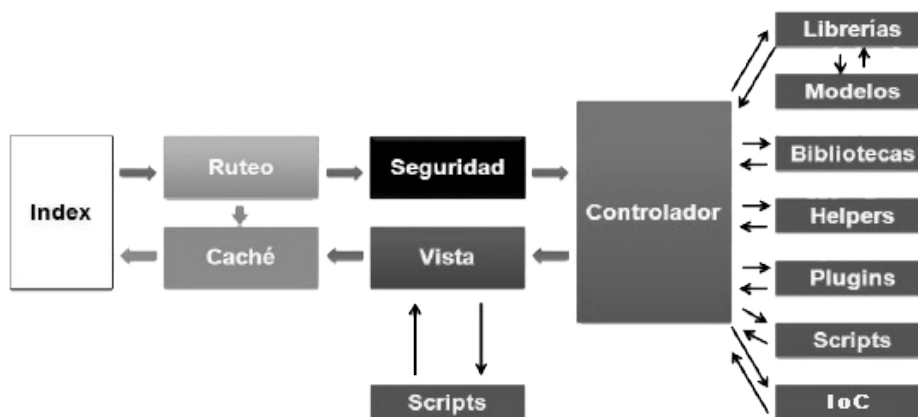 Librerías
Modelos
Ruteo
Seguridad
Bibliotecas
Index
Controlador
Helpers
Caché
Vista
Plugins
Scripts
Scripts
IoC